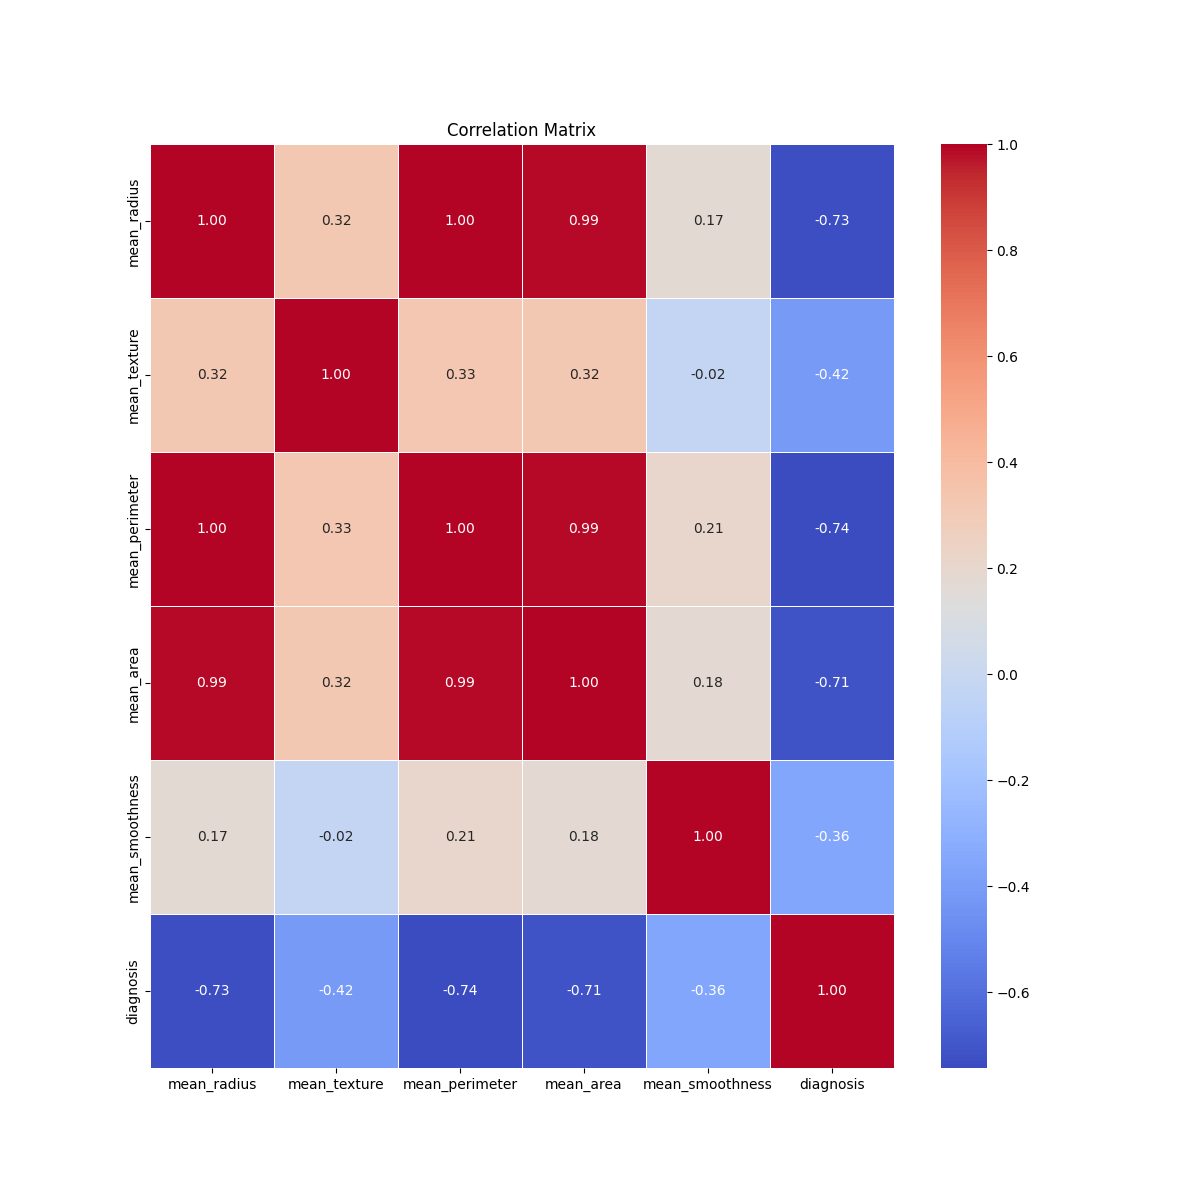 Correlation Matrix
mean_radius 1.00 0.32 1.00 0.99 0.17 -0.73
mean_texture 0.32 1.00 0.33 0.32 -0.02 -0.42
mean_perimeter 1.00 0.33 1.00 0.99 0.21 -0.74
mean_area 0.99 0.32 0.99 1.00 0.18 -0.71
mean_smoothness 0.17 -0.02 0.21 0.18 1.00 -0.36
diagnosis -0.73 -0.42 -0.74 -0.71 -0.36 1.00
mean_radius mean_texture mean_perimeter mean_area mean_smoothness diagnosis
1.0
0.8
0.6
0.4
0.2
0.0
−0.2
−0.4
−0.6